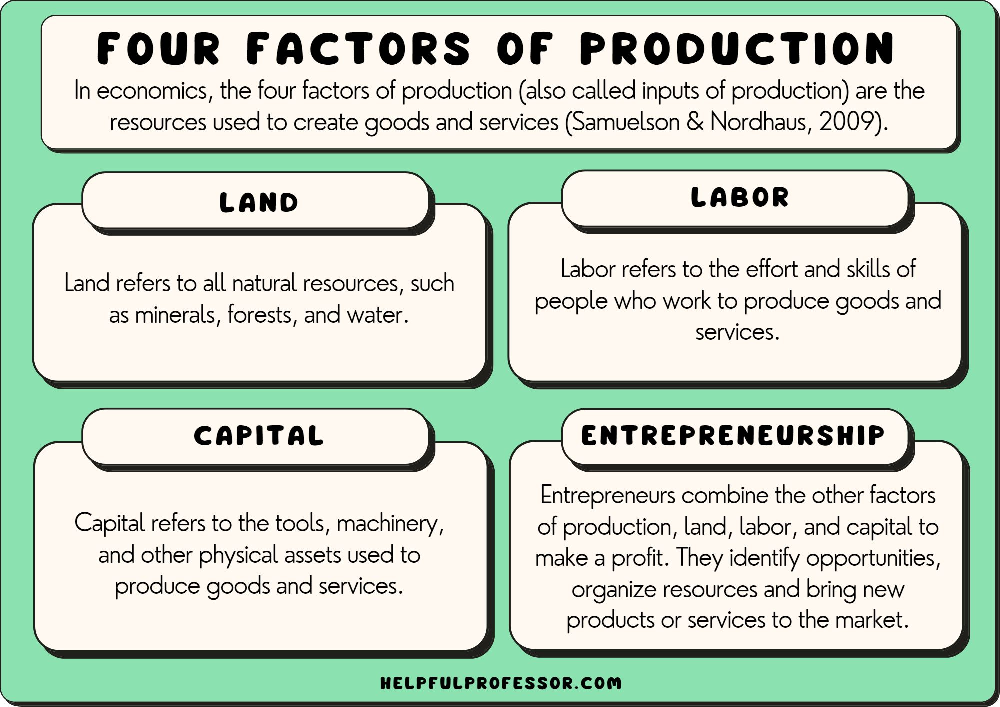 FOUR FACTORS OF PRODUCTION
In economics, the four factors of production (also called inputs of production) are the
resources used to create goods and services (Samuelson & Nordhaus, 2009).
LAND
Land refers to all natural resources, such
as minerals, forests, and water.
LABOR
Labor refers to the effort and skills of
people who work to produce goods and
services.
CAPITAL
Capital refers to the tools, machinery,
and other physical assets used to
produce goods and services.
ENTREPRENEURSHIP
Entrepreneurs combine the other factors
of production, land, labor, and capital to
make a profit. They identify opportunities,
organize resources and bring new
products or services to the market.
HELPFULPROFESSOR.COM